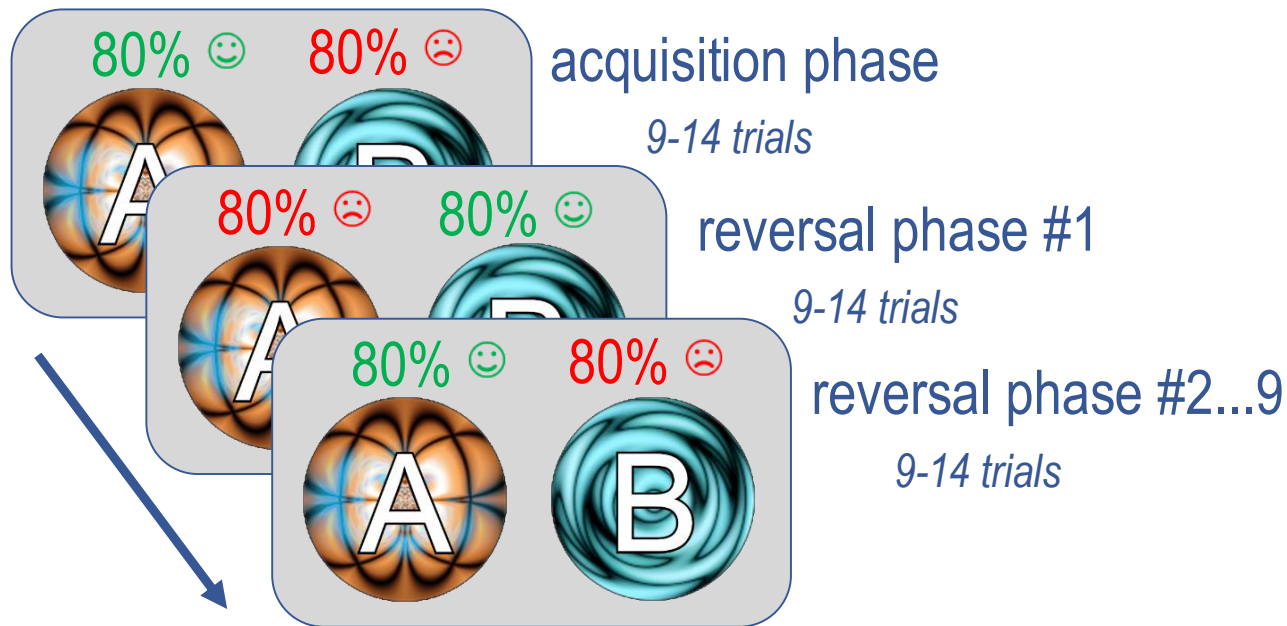 80% 80%
acquisition phase
9-14 trials
A B
80% 80%
reversal phase #1
9-14 trials
A B
80% 80%
reversal phase #2...9
9-14 trials
A B